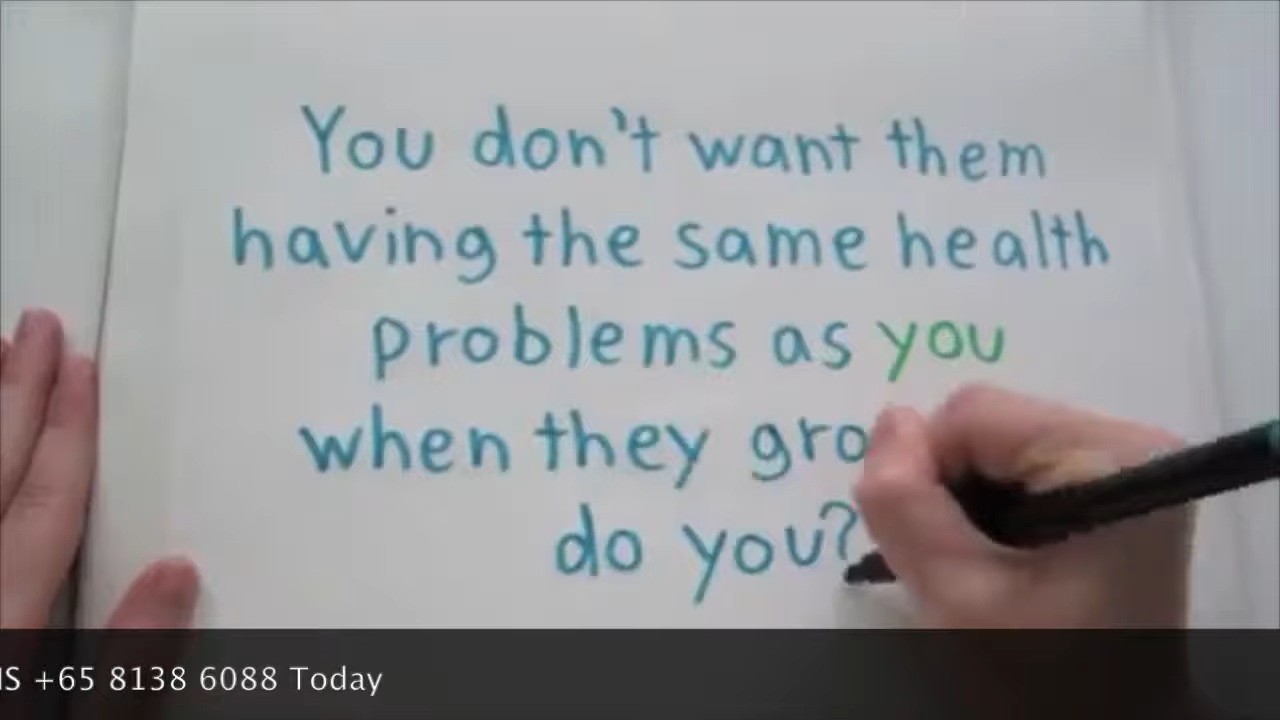 You don't want them
having the same health
problems as you
when they gro
do you?
S +65 8138 6088 Today